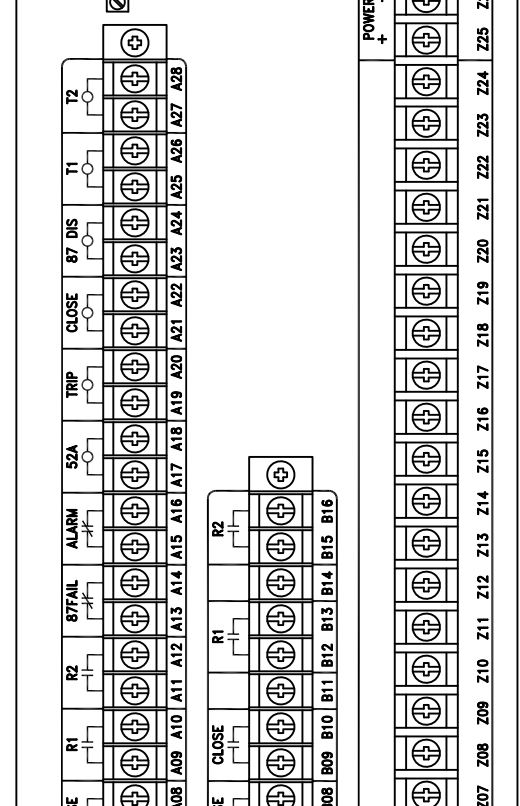 T2
A28
A27
T1
A26
A25
87 DIS
A24
A23
CLOSE
A22
A21
TRIP
A20
A19
52A
A18
A17
ALARM
A16
A15
87FAIL
A14
A13
R2
A12
A11
R1
A10
A09
R2
B16
B15
B14
R1
B13
B12
B11
CLOSE
B10
B09
B08
POWER
+
Z25
Z24
Z23
Z22
Z21
Z20
Z19
Z18
Z17
Z16
Z15
Z14
Z13
Z12
Z11
Z10
Z09
Z08
Z07